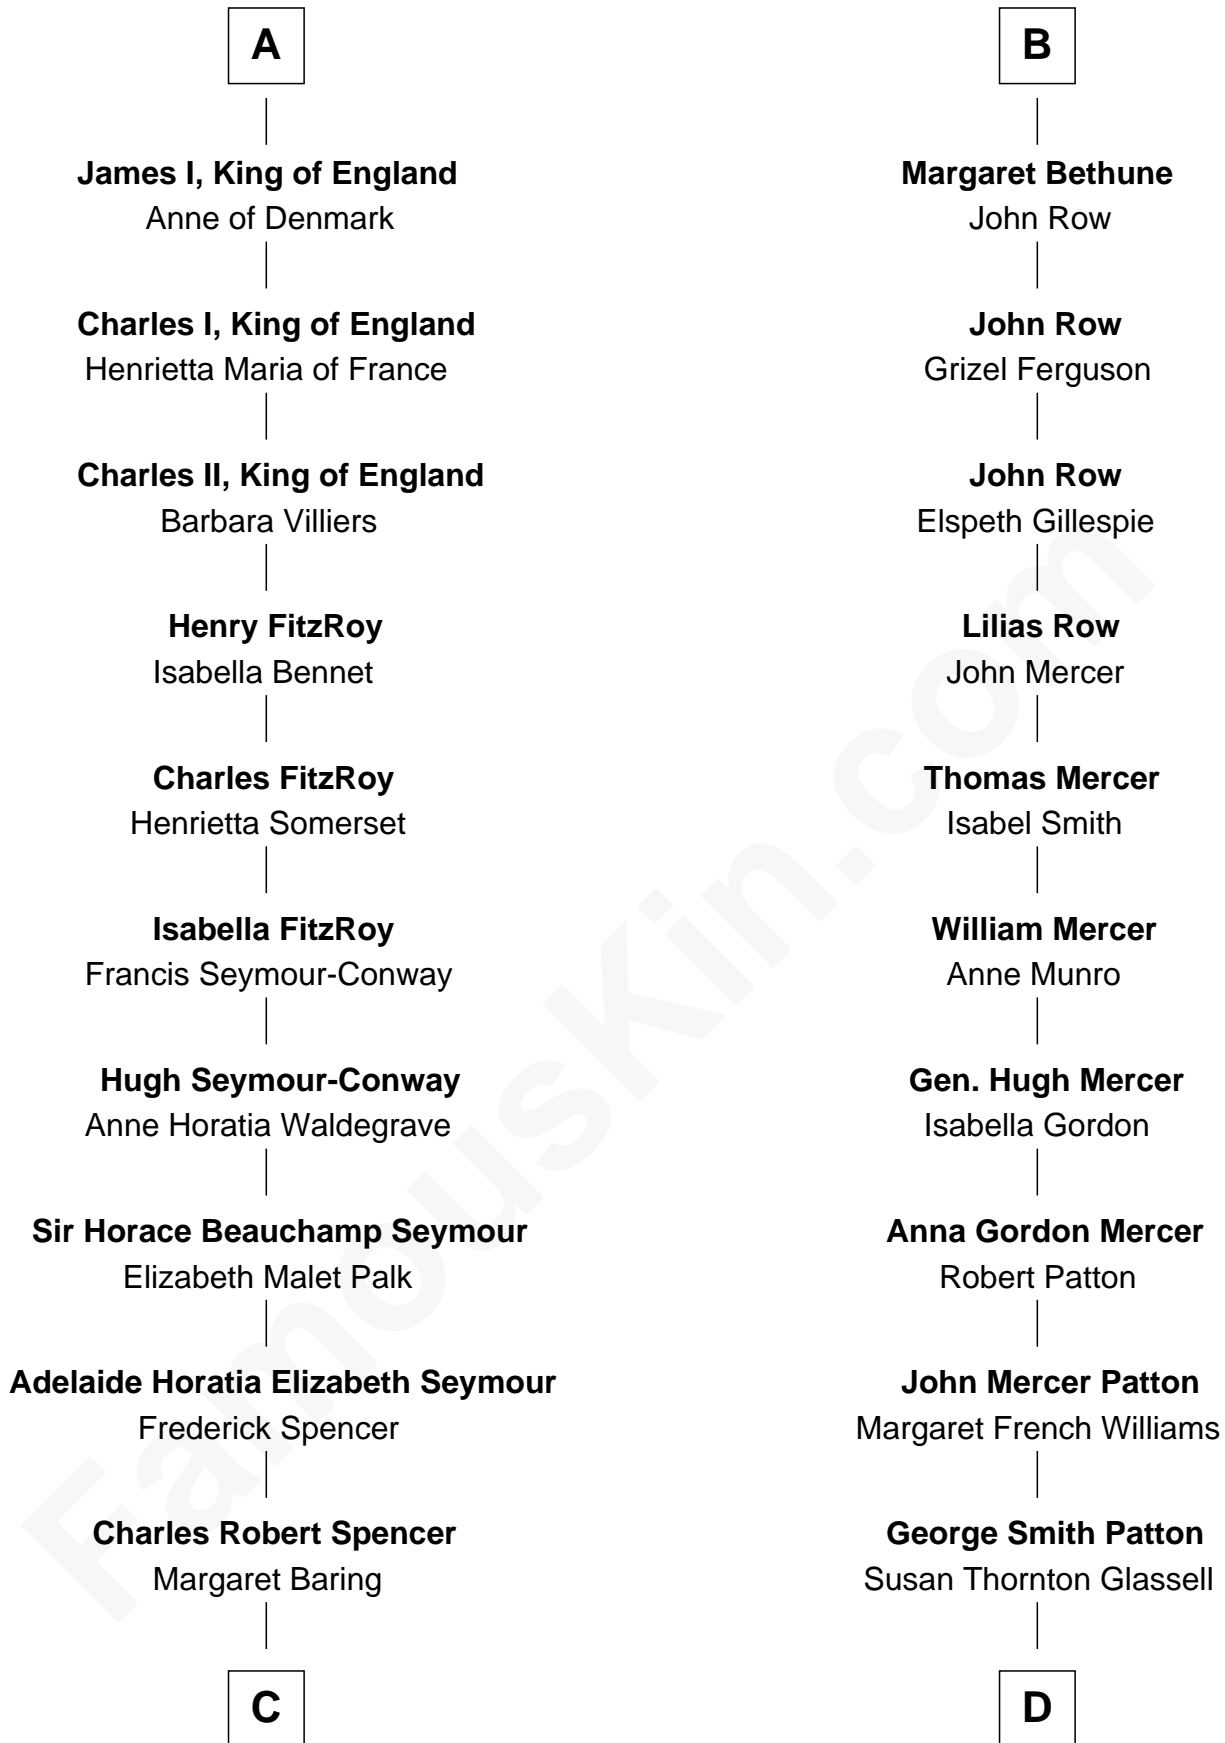 A
James I, King of England
Anne of Denmark
Charles I, King of England
Henrietta Maria of France
Charles II, King of England
Barbara Villiers
Henry FitzRoy
Isabella Bennet
Charles FitzRoy
Henrietta Somerset
Isabella FitzRoy
Francis Seymour-Conway
Hugh Seymour-Conway
Anne Horatia Waldegrave
Sir Horace Beauchamp Seymour
Elizabeth Malet Palk
Adelaide Horatia Elizabeth Seymour
Frederick Spencer
Charles Robert Spencer
Margaret Baring
C
B
Margaret Bethune
John Row
John Row
Grizel Ferguson
John Row
Elspeth Gillespie
Lilias Row
John Mercer
Thomas Mercer
Isabel Smith
William Mercer
Anne Munro
Gen. Hugh Mercer
Isabella Gordon
Anna Gordon Mercer
Robert Patton
John Mercer Patton
Margaret French Williams
George Smith Patton
Susan Thornton Glassell
D
FamousKin.com